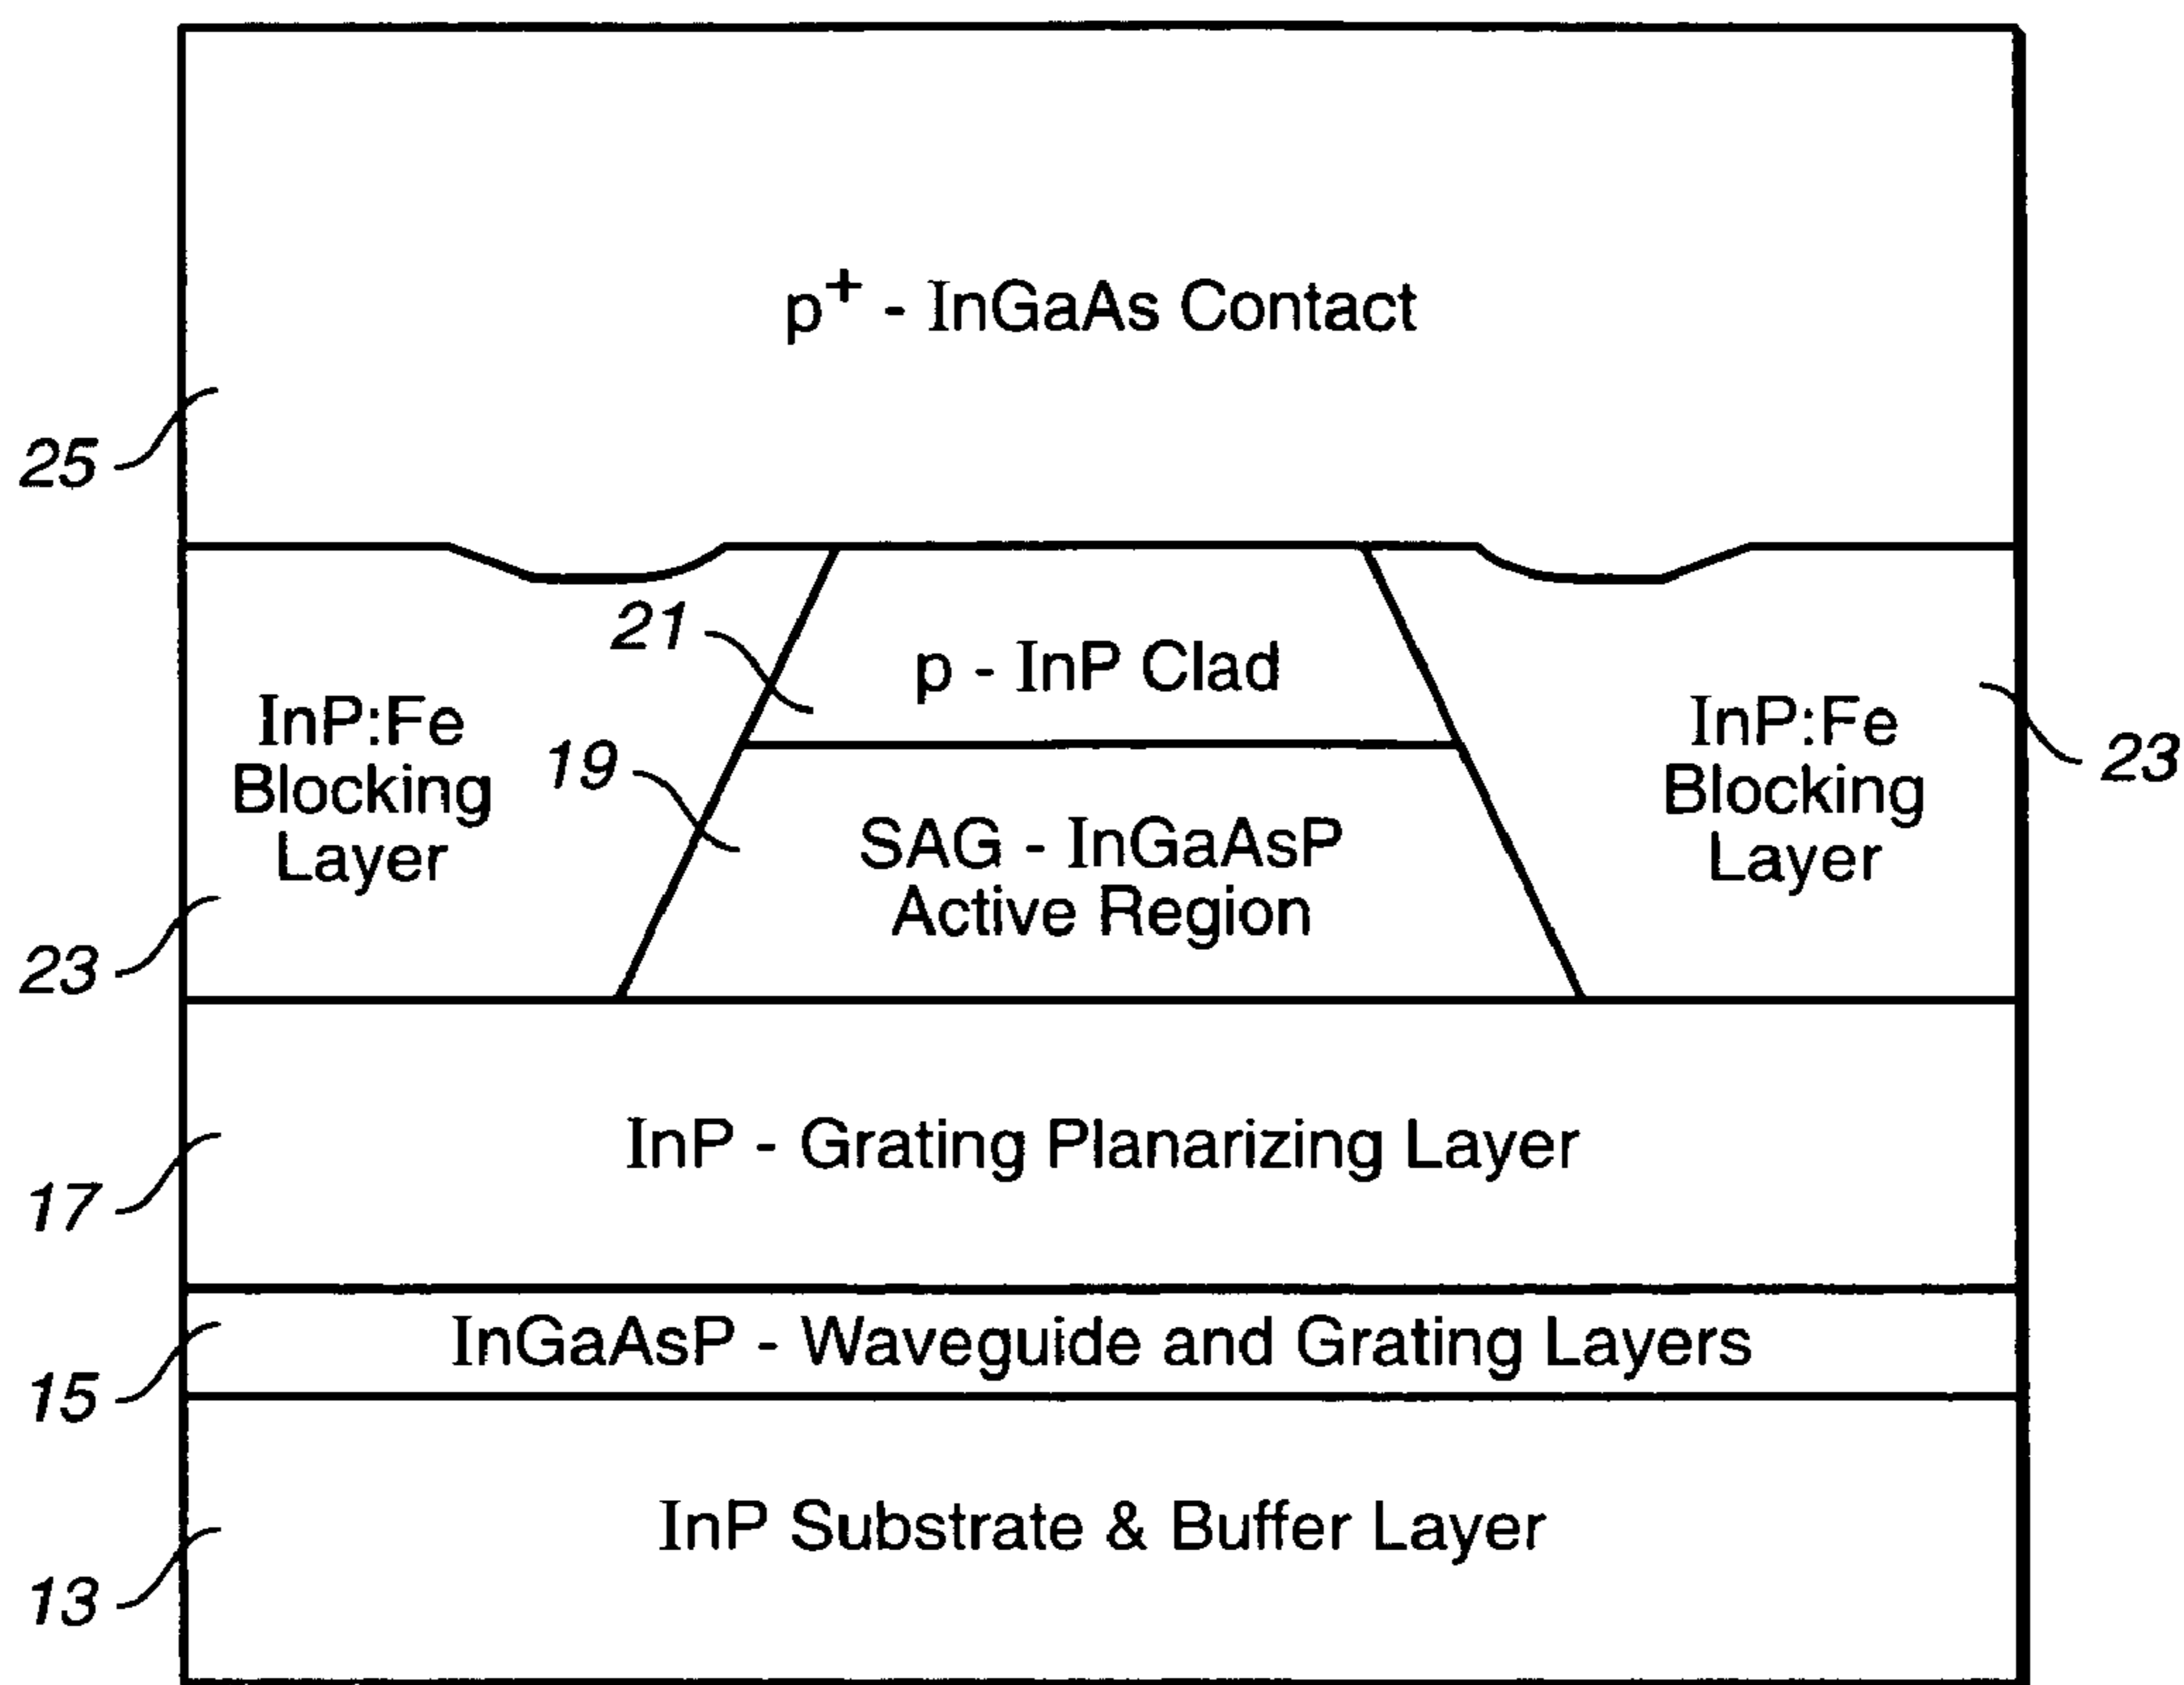 p+ - InGaAs Contact
25
21
p - InP Clad
InP:Fe
Blocking
Layer
InP:Fe
Blocking
Layer
23
19
SAG - InGaAsP
Active Region
23
InP - Grating Planarizing Layer
17
InGaAsP - Waveguide and Grating Layers
15
InP Substrate & Buffer Layer
13